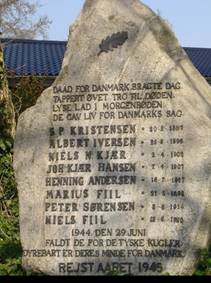 DAAD FOR DANMARK BRAGTE DAG
TAPPERT ØVET TRO TIL DØDEN.
LYSE LAD I MORGENRØDEN
DE GAV LIV FOR DANMARKS SAG
S.P. KRISTENSEN
ALBERT IVERSEN
NIELS N KJÆR
JOH KJÆR HANSEN
HENNING ANDERSEN
MARIUS FIIL
PETER SØRENSEN
NIELS FIIL
1944. DEN 29 JUNI
FALDT DE FOR DE TYSKE KUGLER
DYREBART ER DERES MINDE FOR DANMARK
REJST AARET 1945